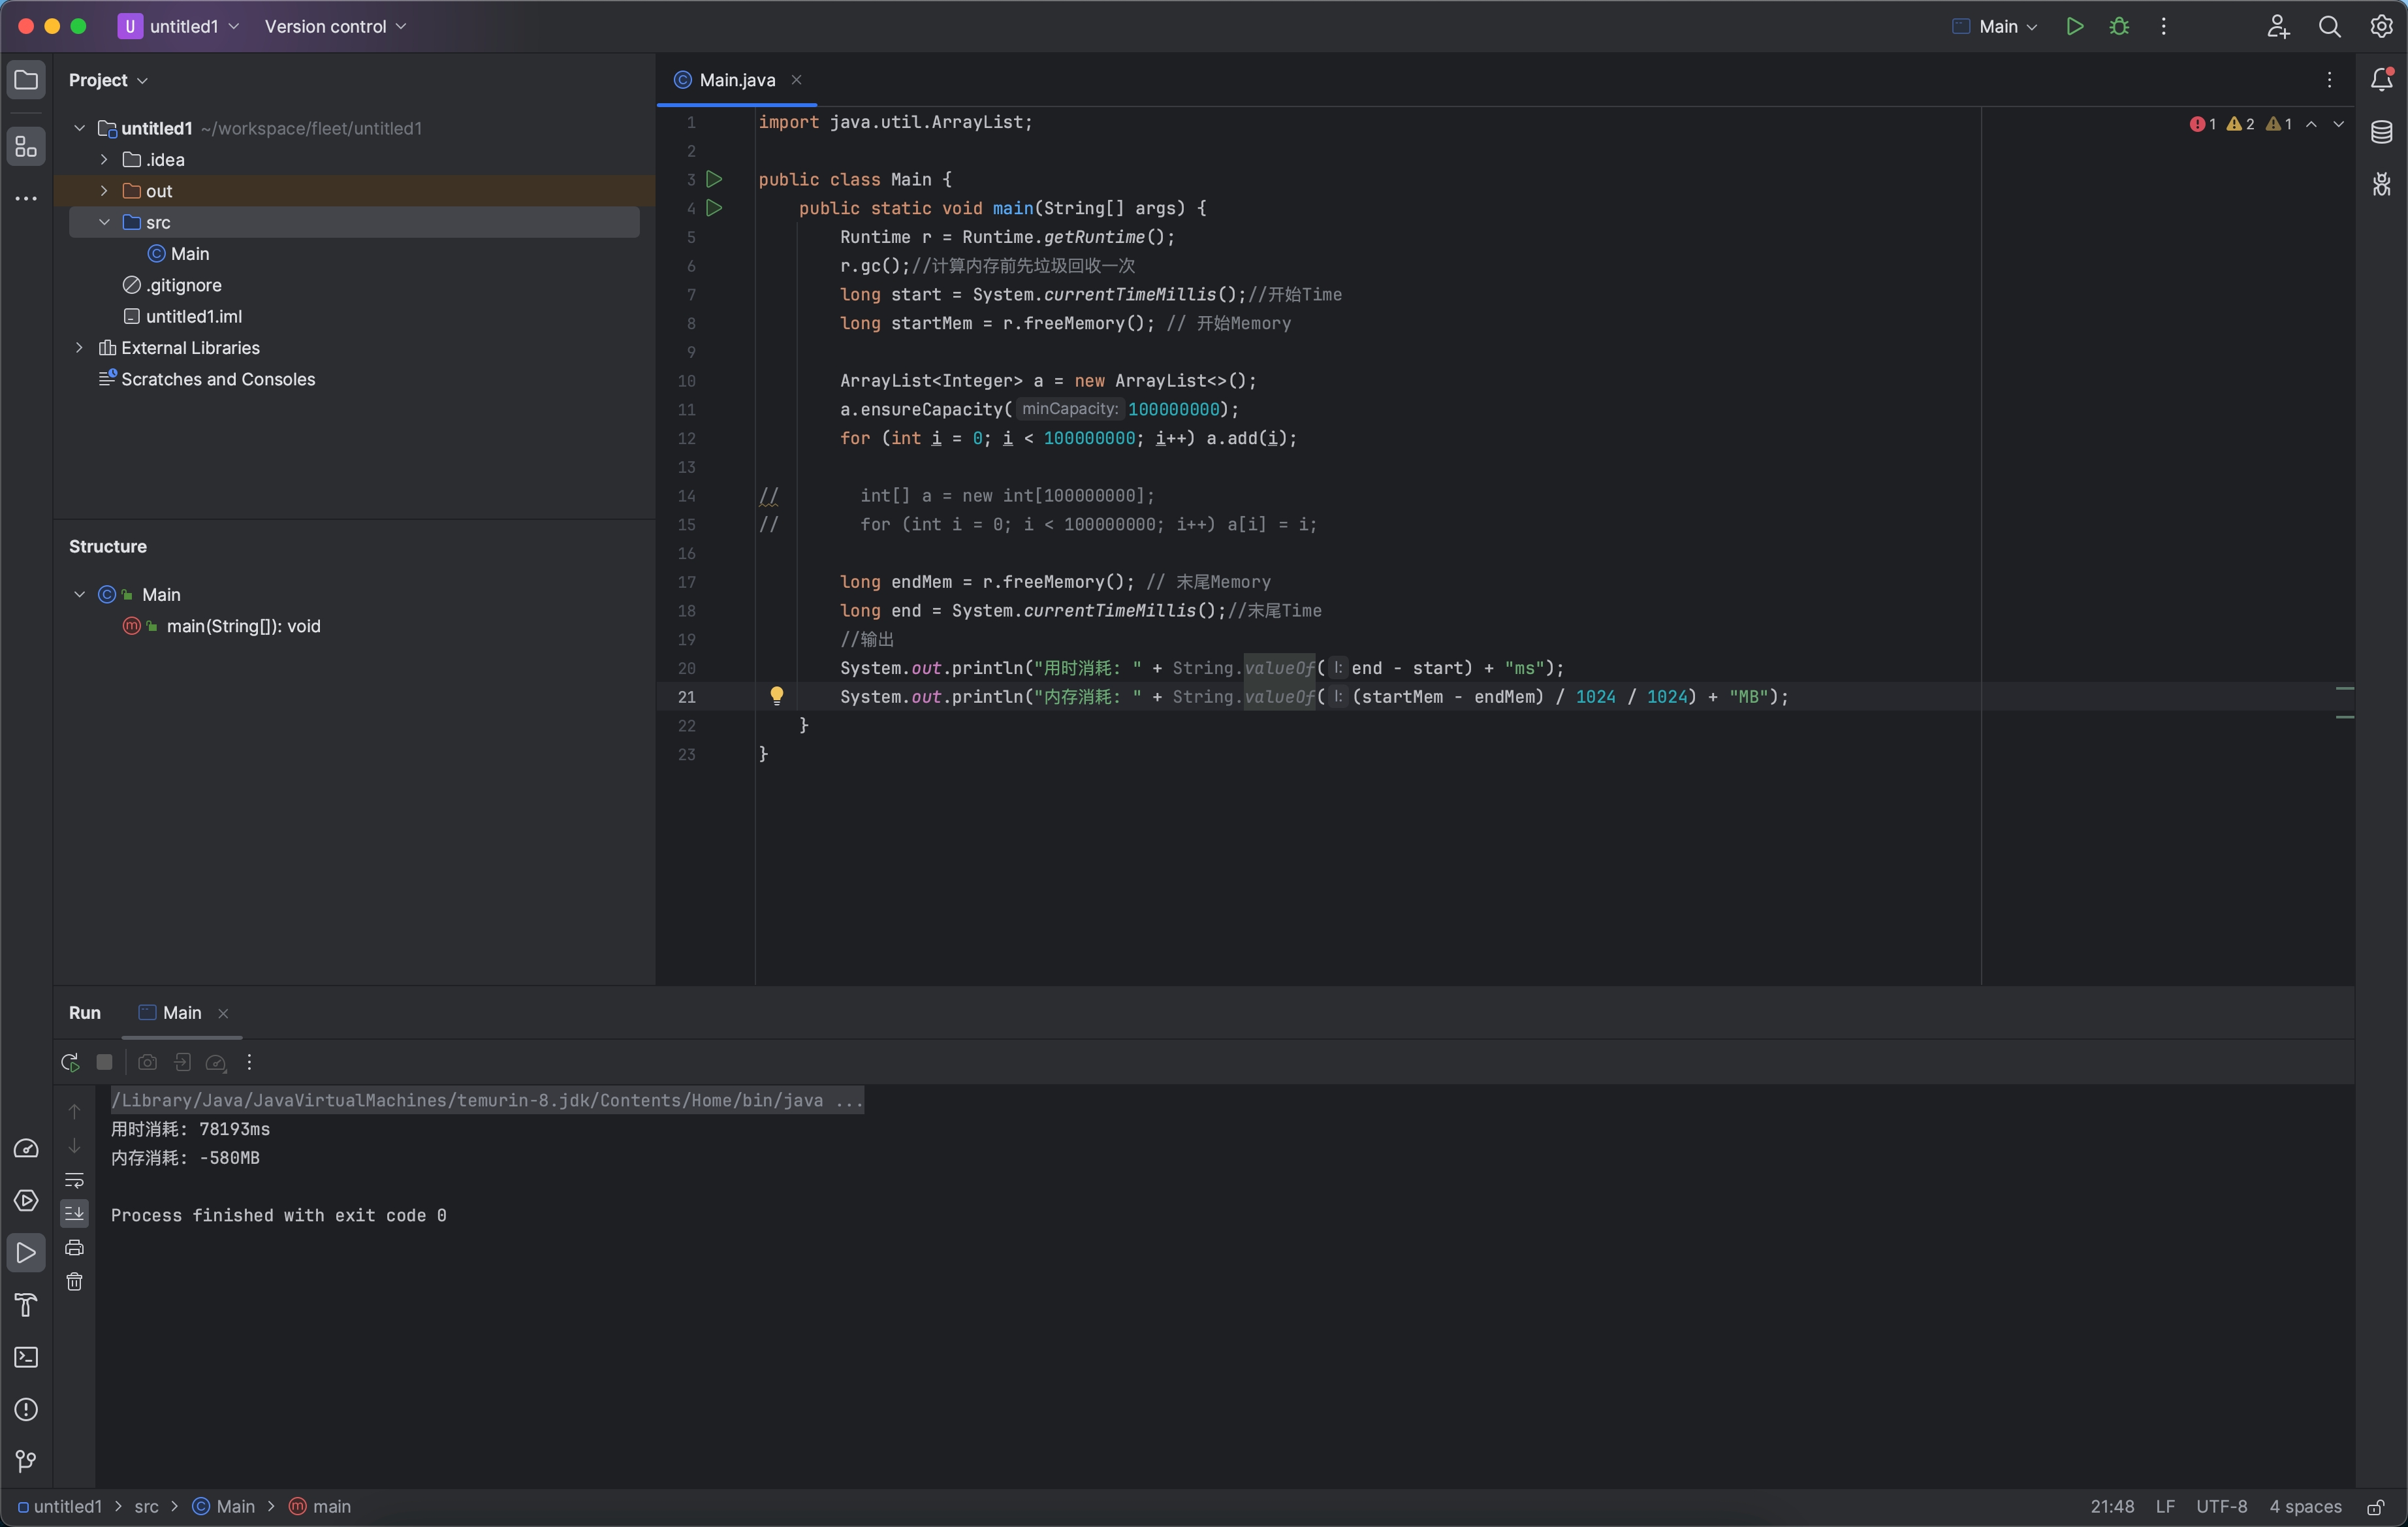 U untitled1 Version control Main
Project
untitled1 ~/workspace/fleet/untitled1
.idea
out
src
Main
.gitignore
untitled1.iml
External Libraries
Scratches and Consoles
Structure
Main
main(String[]): void
Main.java
1 2 1
1 import java.util.ArrayList;
2
3 public class Main {
4 public static void main(String[] args) {
5 Runtime r = Runtime.getRuntime();
6 r.gc();//计算内存前先垃圾回收一次
7 long start = System.currentTimeMillis();//开始Time
8 long startMem = r.freeMemory(); // 开始Memory
9
10 ArrayList<Integer> a = new ArrayList<>();
11 a.ensureCapacity( minCapacity: 100000000);
12 for (int i = 0; i < 100000000; i++) a.add(i);
13
14 // int[] a = new int[100000000];
15 // for (int i = 0; i < 100000000; i++) a[i] = i;
16
17 long endMem = r.freeMemory(); // 末尾Memory
18 long end = System.currentTimeMillis();//末尾Time
19 //输出
20 System.out.println("用时消耗: " + String.valueOf( l: end - start) + "ms");
21 System.out.println("内存消耗: " + String.valueOf( l: (startMem - endMem) / 1024 / 1024) + "MB");
22 }
23 }
Run Main
/Library/Java/JavaVirtualMachines/temurin-8.jdk/Contents/Home/bin/java ...
用时消耗: 78193ms
内存消耗: -580MB
Process finished with exit code 0
untitled1 > src > Main > main 21:48 LF UTF-8 4 spaces